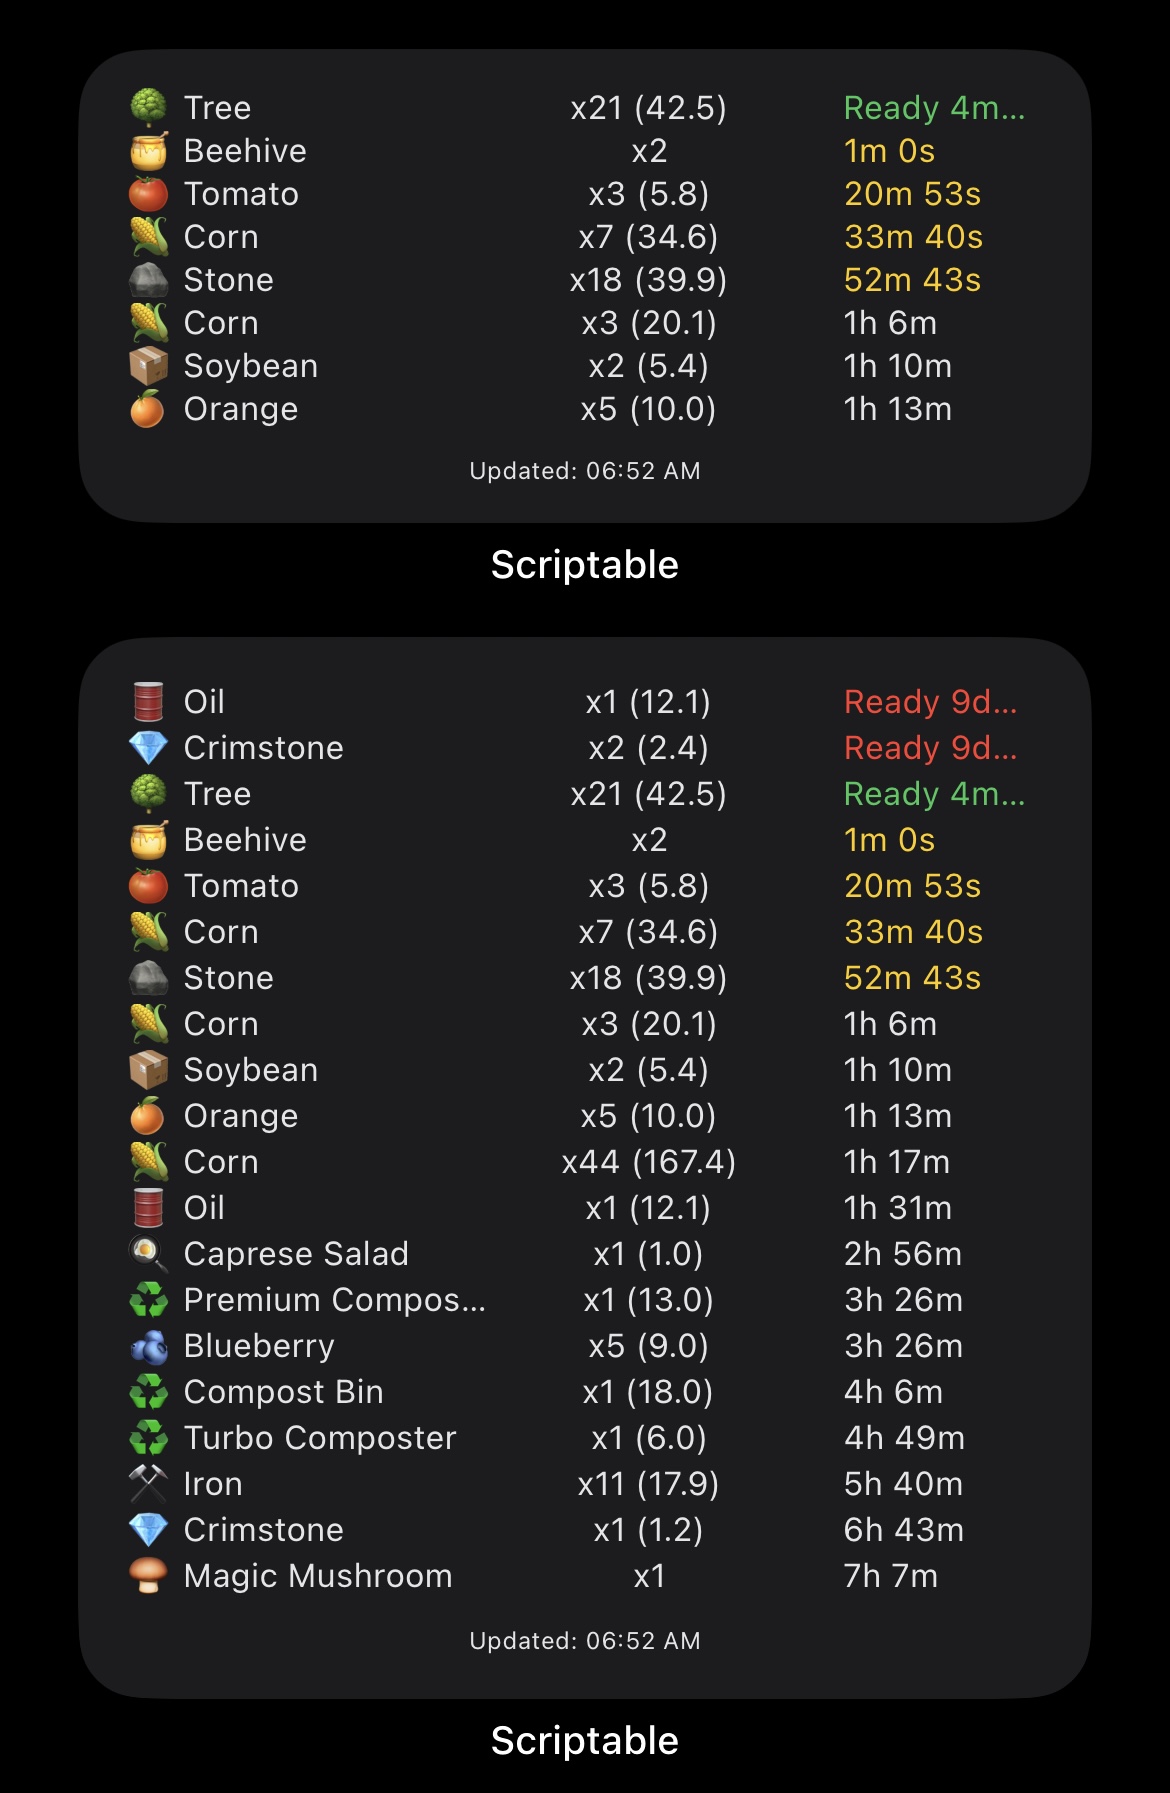 Tree x21 (42.5) Ready 4m...
Beehive x2 1m 0s
Tomato x3 (5.8) 20m 53s
Corn x7 (34.6) 33m 40s
Stone x18 (39.9) 52m 43s
Corn x3 (20.1) 1h 6m
Soybean x2 (5.4) 1h 10m
Orange x5 (10.0) 1h 13m
Updated: 06:52 AM
Scriptable
Oil x1 (12.1) Ready 9d...
Crimstone x2 (2.4) Ready 9d...
Tree x21 (42.5) Ready 4m...
Beehive x2 1m 0s
Tomato x3 (5.8) 20m 53s
Corn x7 (34.6) 33m 40s
Stone x18 (39.9) 52m 43s
Corn x3 (20.1) 1h 6m
Soybean x2 (5.4) 1h 10m
Orange x5 (10.0) 1h 13m
Corn x44 (167.4) 1h 17m
Oil x1 (12.1) 1h 31m
Caprese Salad x1 (1.0) 2h 56m
Premium Compos... x1 (13.0) 3h 26m
Blueberry x5 (9.0) 3h 26m
Compost Bin x1 (18.0) 4h 6m
Turbo Composter x1 (6.0) 4h 49m
Iron x11 (17.9) 5h 40m
Crimstone x1 (1.2) 6h 43m
Magic Mushroom x1 7h 7m
Updated: 06:52 AM
Scriptable